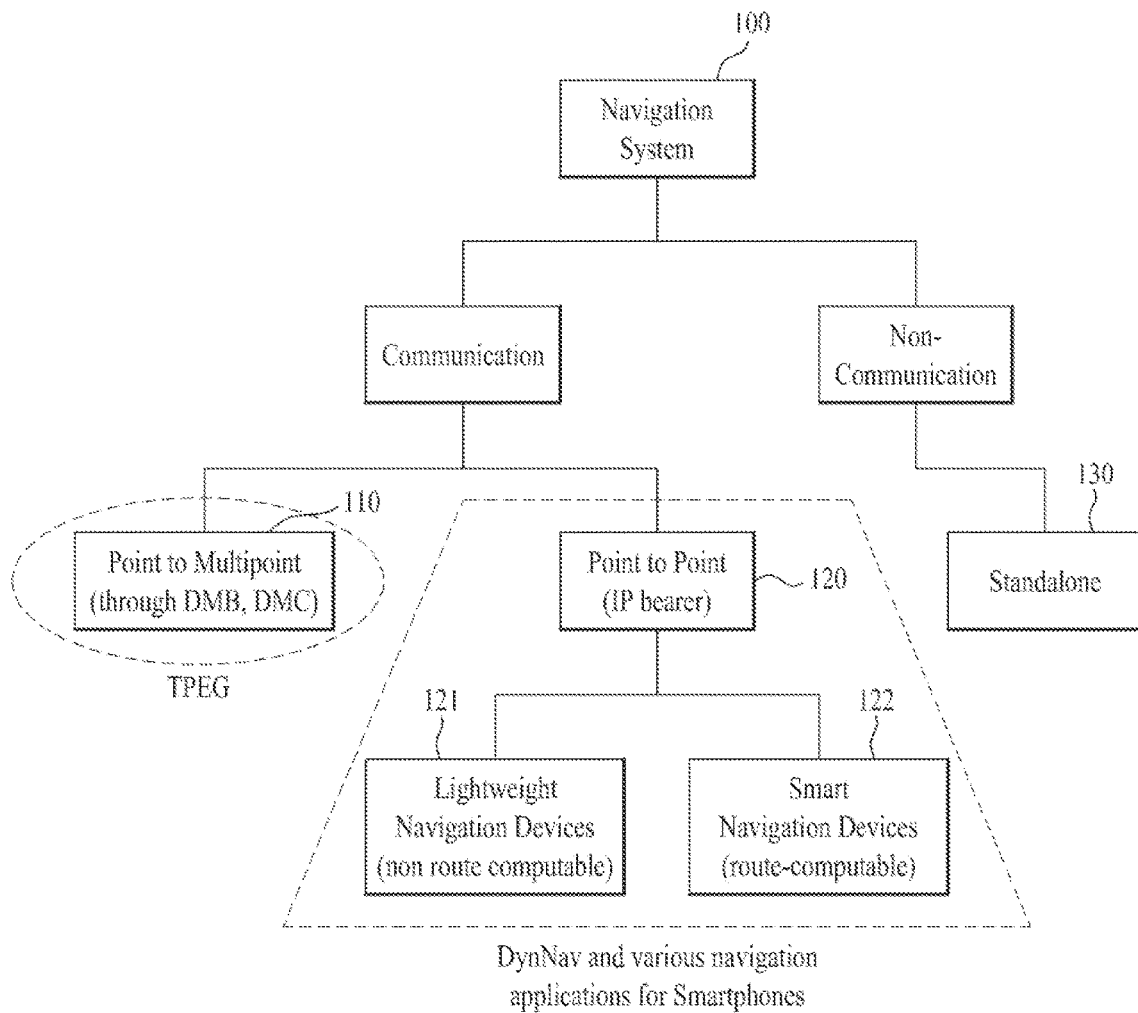 100
Navigation
System
Communication
Non-
Communication
110
Point to Multipoint
(through DMB, DMC)
TPEG
Point to Point
(IP bearer)
120
130
Standalone
121
Lightweight
Navigation Devices
(non route computable)
122
Smart
Navigation Devices
(route-computable)
DynNav and various navigation
applications for Smartphones